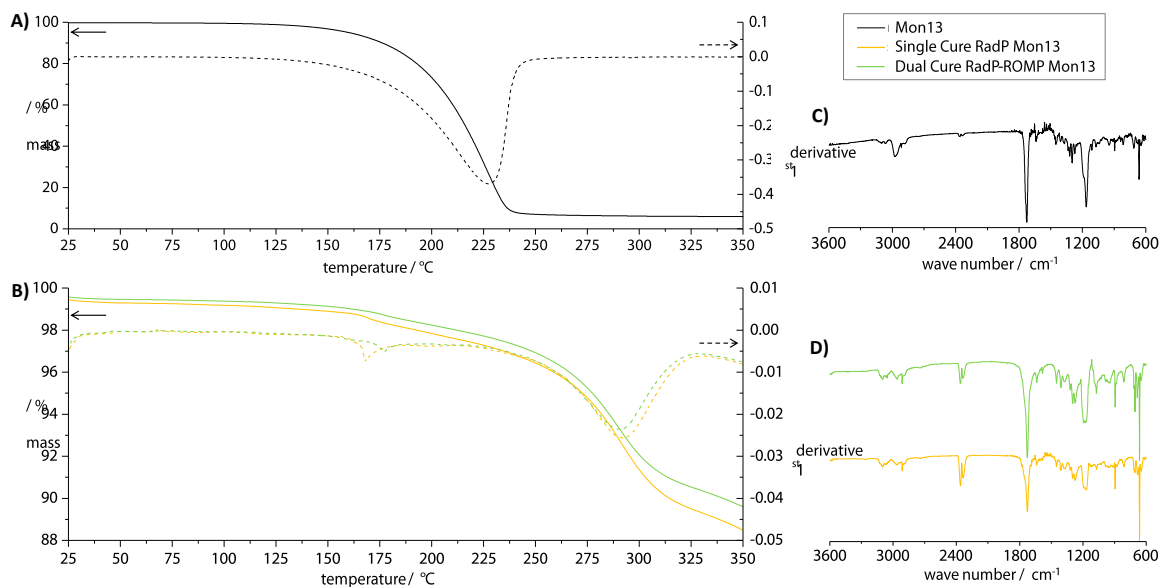 A)
100
80
/ %
mass
40
20
0
25 50 75 100 125 150 175 200 225 250 275 300 325 350
temperature / °C
0.1
0.0
-0.1
-0.2
-0.3
-0.4
-0.5
derivative
1st
Mon13
Single Cure RadP Mon13
Dual Cure RadP-ROMP Mon13
C)
3600 3000 2400 1800 1200 600
wave number / cm-1
B)
100
98
96
/ %
94
mass
92
90
88
25 50 75 100 125 150 175 200 225 250 275 300 325 350
temperature / °C
0.01
0.00
-0.01
-0.02
-0.03
-0.04
-0.05
derivative
1st
D)
3600 3000 2400 1800 1200 600
wave number / cm-1